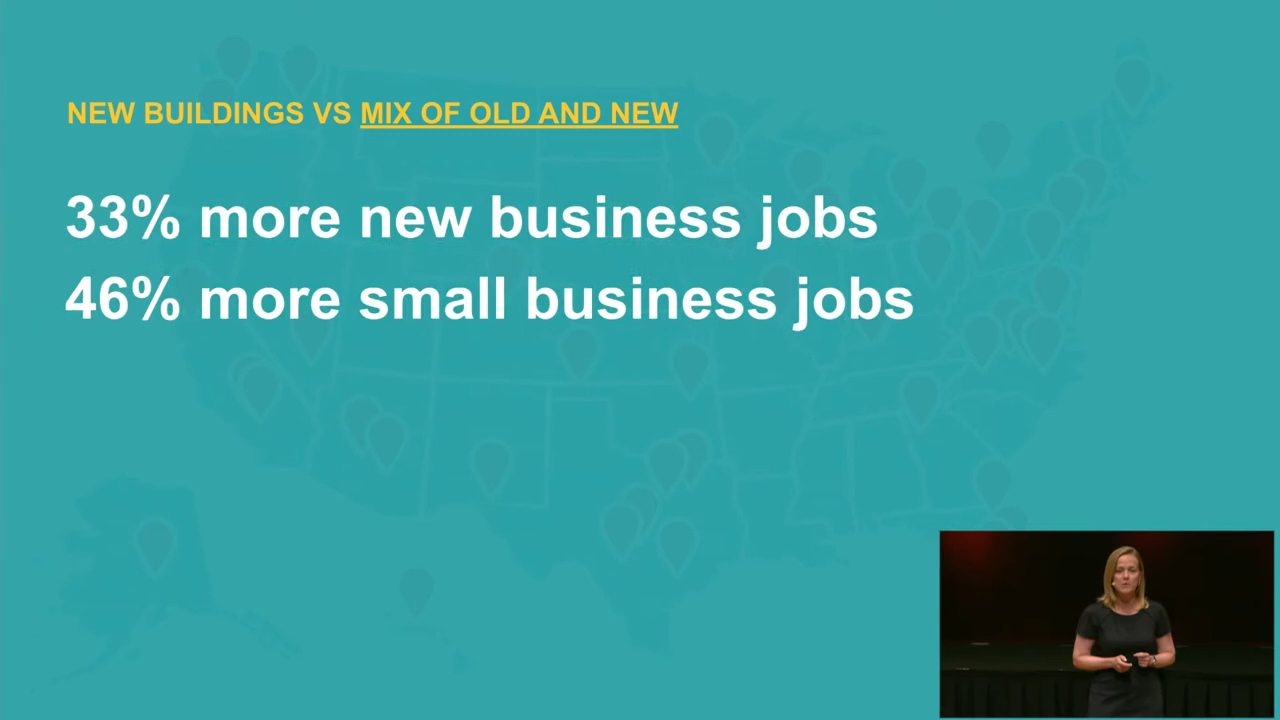 NEW BUILDINGS VS MIX OF OLD AND NEW
33% more new business jobs
46% more small business jobs